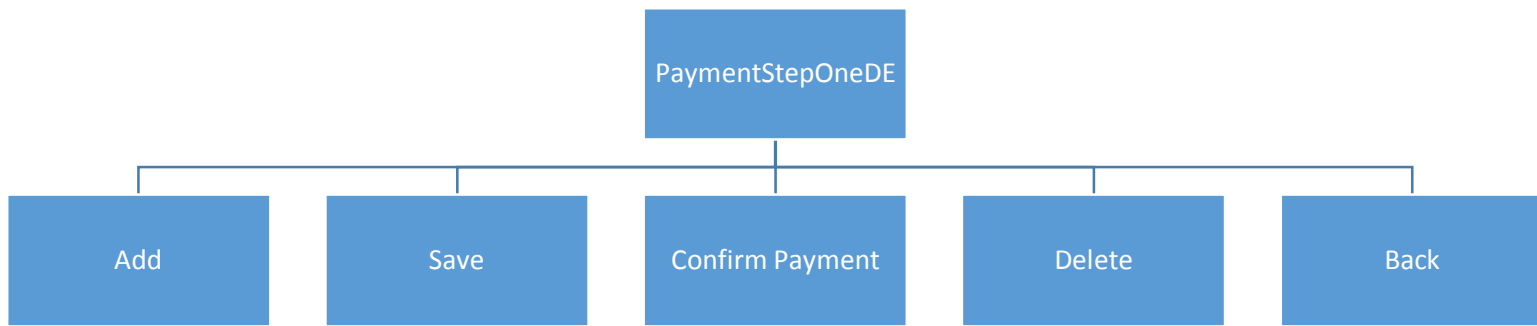 PaymentStepOneDE
Add
Save
Confirm Payment
Delete
Back